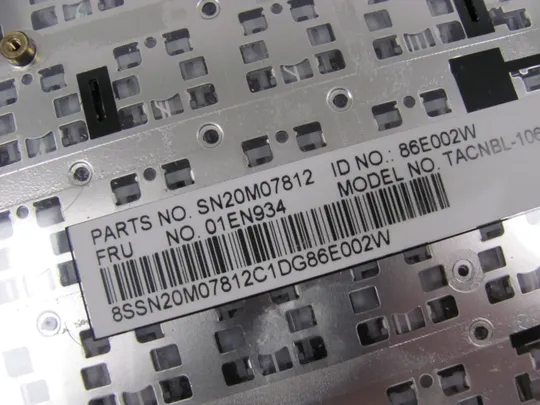 PARTS NO. SN20M07812 ID NO.: 86E002W
FRU NO. 01EN934 MODEL NO. TACNBL-106
8SSN20M07812C1DG86E002W